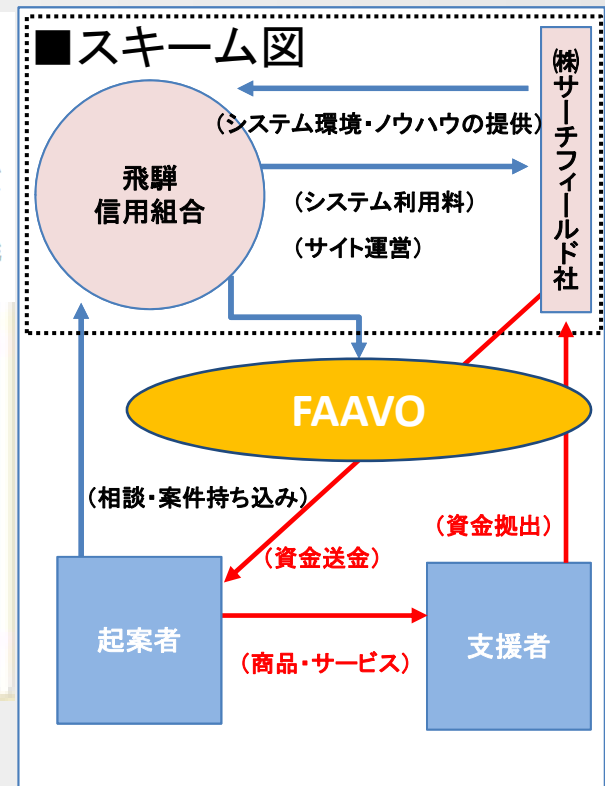 ■スキーム図
㈱サーチフィールド社
(システム環境・ノウハウの提供)
飛騨
信用組合
(システム利用料)
(サイト運営)
FAAVO
(相談・案件持ち込み)
(資金拠出)
(資金送金)
起案者
支援者
(商品・サービス)